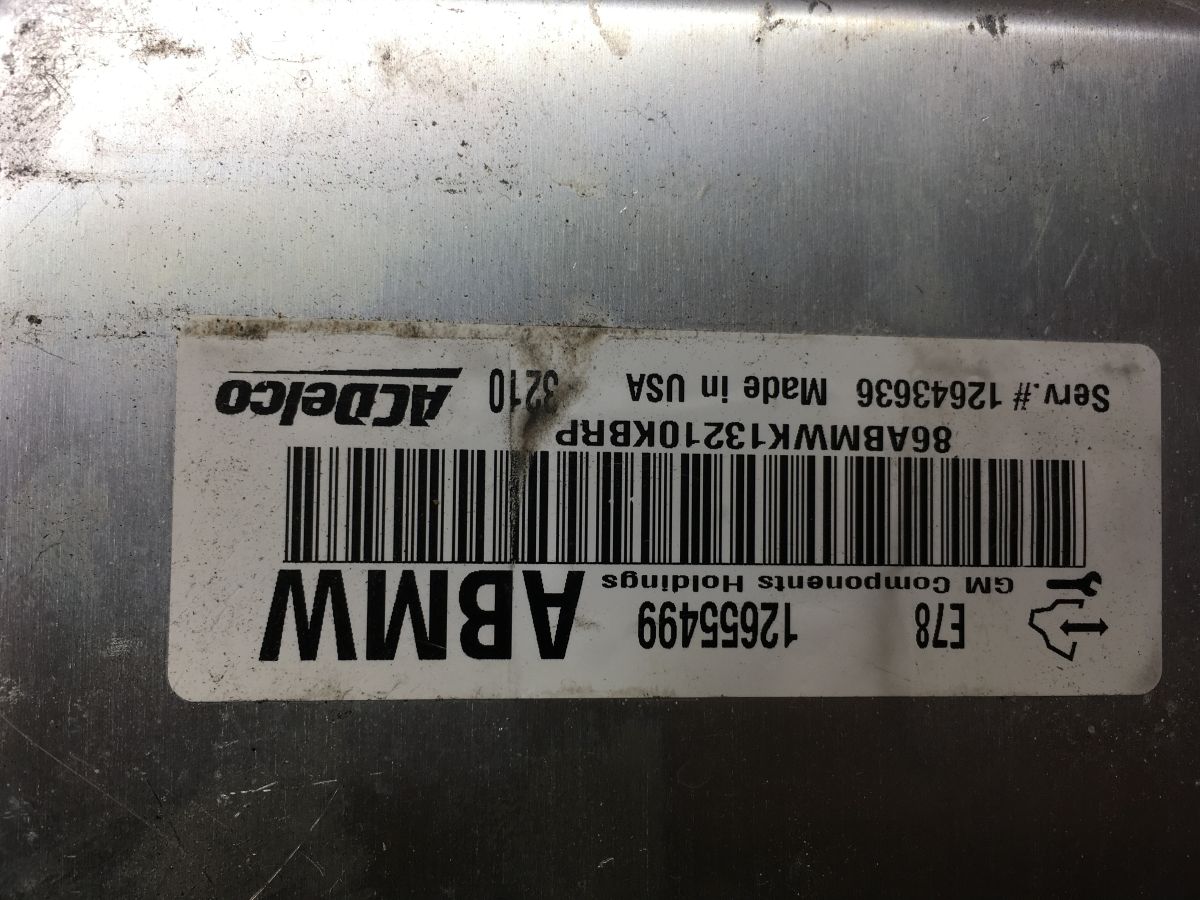 E78 12655499 ABMW
GM Components Holdings
86ABMWK13210KBRP
Serv.# 12643636 Made in USA 3210 ACDelco